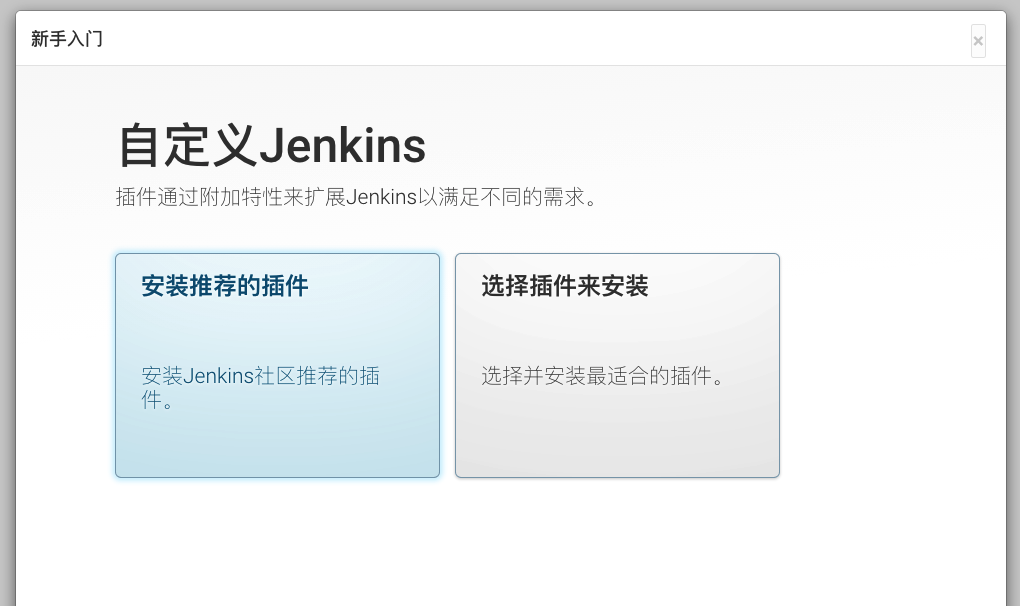 新手入门
×
自定义Jenkins
插件通过附加特性来扩展Jenkins以满足不同的需求。
安装推荐的插件
安装Jenkins社区推荐的插
件。
选择插件来安装
选择并安装最适合的插件。